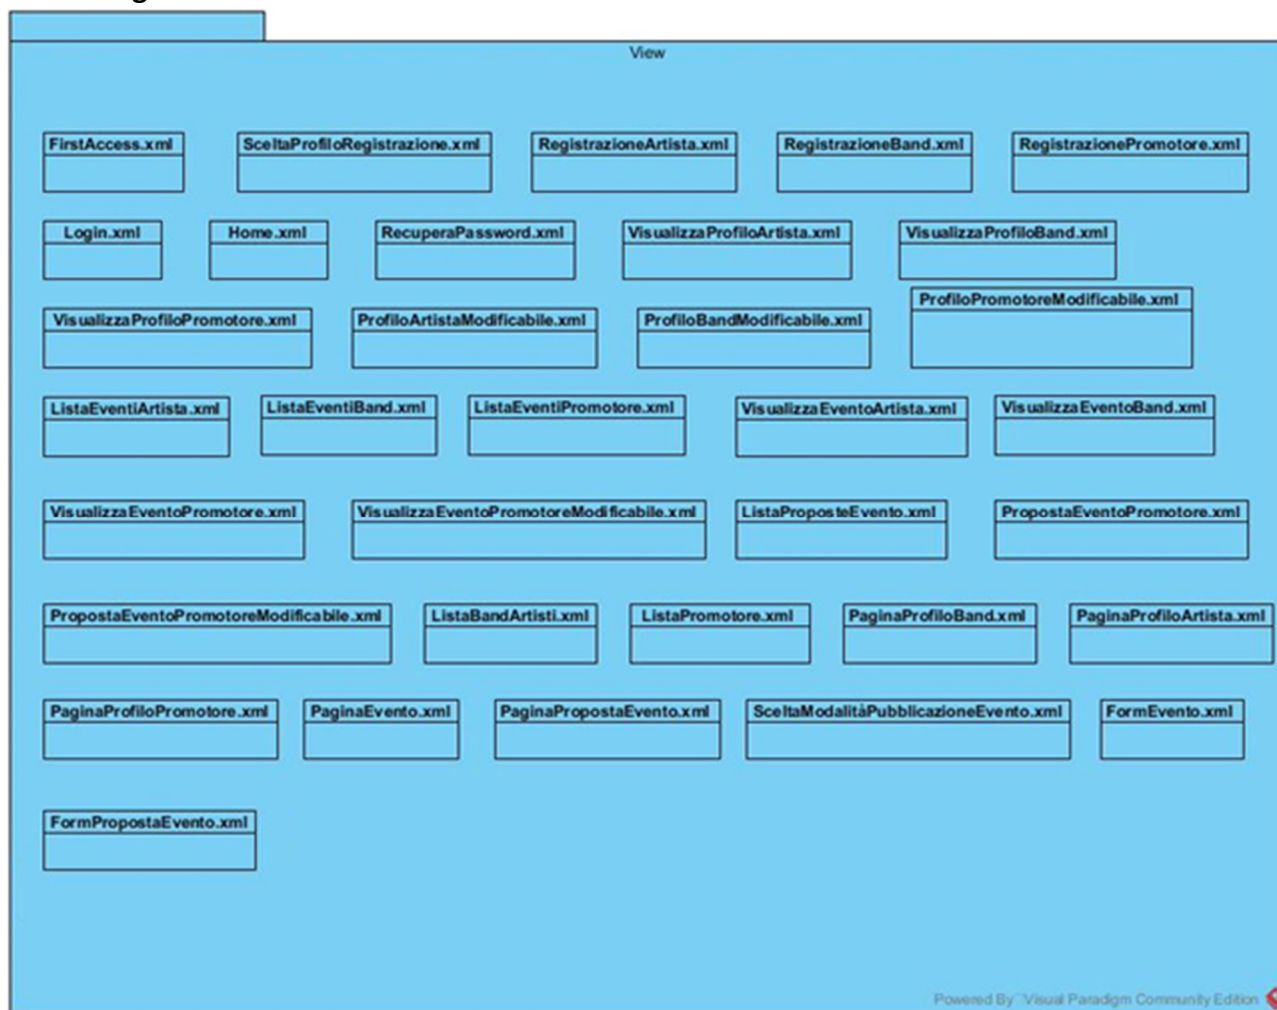 View
FirstAccess.xml SceltaProfiloRegistrazione.xml RegistrazioneArtista.xml RegistrazioneBand.xml RegistrazionePromotore.xml
Login.xml Home.xml RecuperaPassword.xml VisualizzaProfiloArtista.xml VisualizzaProfiloBand.xml
VisualizzaProfiloPromotore.xml ProfiloArtistaModificabile.xml ProfiloBandModificabile.xml ProfiloPromotoreModificabile.xml
ListaEventiArtista.xml ListaEventiBand.xml ListaEventiPromotore.xml VisualizzaEventoArtista.xml VisualizzaEventoBand.xml
VisualizzaEventoPromotore.xml VisualizzaEventoPromotoreModificabile.xml ListaProposteEvento.xml PropostaEventoPromotore.xml
PropostaEventoPromotoreModificabile.xml ListaBandArtisti.xml ListaPromotore.xml PaginaProfiloBand.xml PaginaProfiloArtista.xml
PaginaProfiloPromotore.xml PaginaEvento.xml PaginaPropostaEvento.xml SceltaModalitàPubblicazioneEvento.xml FormEvento.xml
FormPropostaEvento.xml
Powered By Visual Paradigm Community Edition